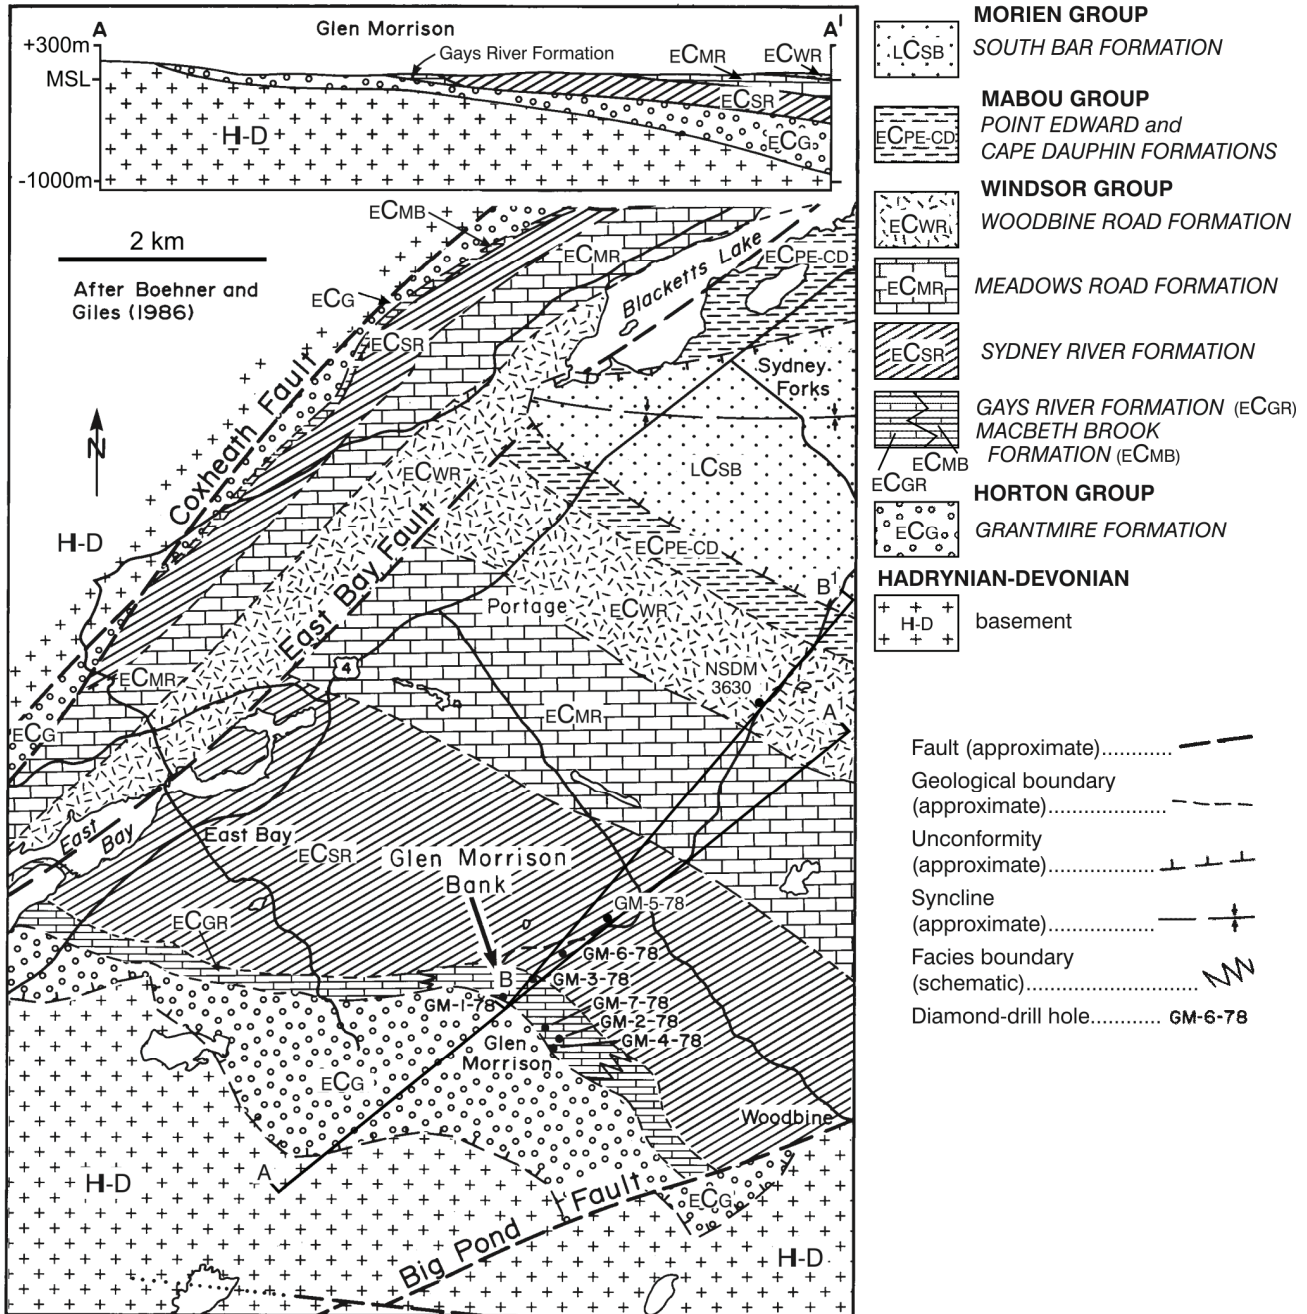 A
Glen Morrison
A'
+300m
MSL
-1000m
Gays River Formation
ECMR
ECWR
ECSR
ECG
H-D
2 km
After Boehner and
Giles (1986)
N
ECMB
ECG
ECMR
ECSR
Blacketts Lake
ECPE-CD
Sydney
Forks
Coxheath Fault
H-D
ECWR
LCSB
East Bay Fault
ECPE-CD
B'
Portage
ECWR
4
NSDM
3630
A
ECMR
ECMR
ECG
East
Bay
East Bay
ECSR
Glen Morrison
Bank
GM-5-78
ECGR
GM-6-78
B
GM-3-78
GM-1-78
GM-7-78
GM-2-78
GM-4-78
Glen
Morrison
ECG
Woodbine
A
H-D
ECG
Big Pond Fault
H-D
MORIEN GROUP
LCSB
SOUTH BAR FORMATION
MABOU GROUP
ECPE-CD
POINT EDWARD and
CAPE DAUPHIN FORMATIONS
WINDSOR GROUP
ECWR
WOODBINE ROAD FORMATION
ECMR
MEADOWS ROAD FORMATION
ECSR
SYDNEY RIVER FORMATION
GAYS RIVER FORMATION (ECGR)
MACBETH BROOK
FORMATION (ECMB)
ECMB
ECGR
HORTON GROUP
ECG
GRANTMIRE FORMATION
HADRYNIAN-DEVONIAN
H-D
basement
Fault (approximate)............
Geological boundary
(approximate)....................
Unconformity
(approximate)..................
Syncline
(approximate)..................
Facies boundary
(schematic)............................
Diamond-drill hole............ GM-6-78